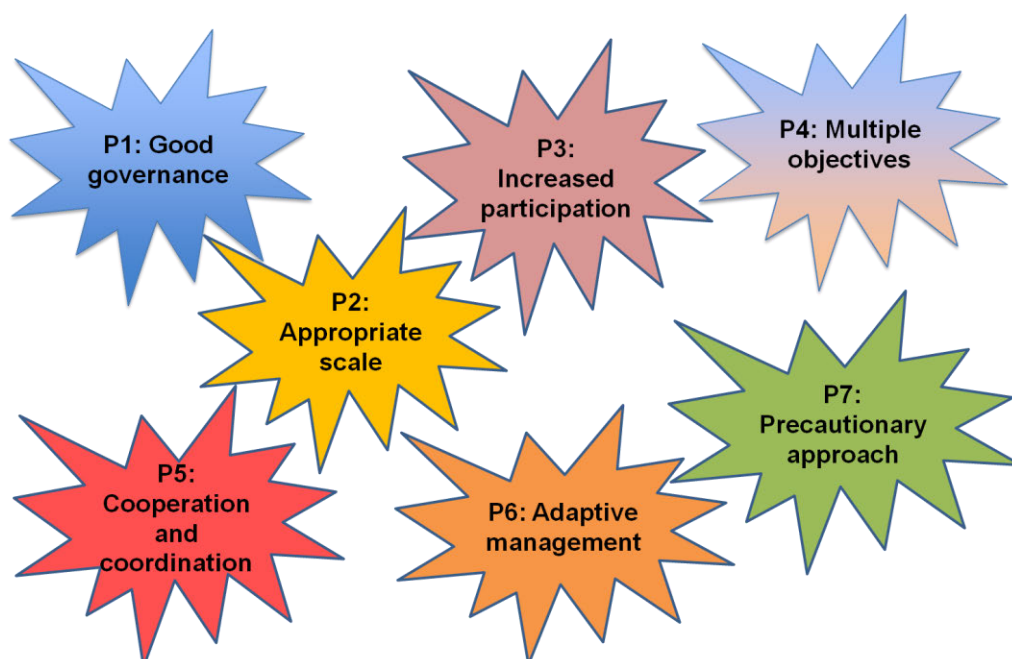 P1: Good
governance
P2:
Appropriate
scale
P3:
Increased
participation
P4: Multiple
objectives
P5:
Cooperation
and
coordination
P6: Adaptive
management
P7:
Precautionary
approach